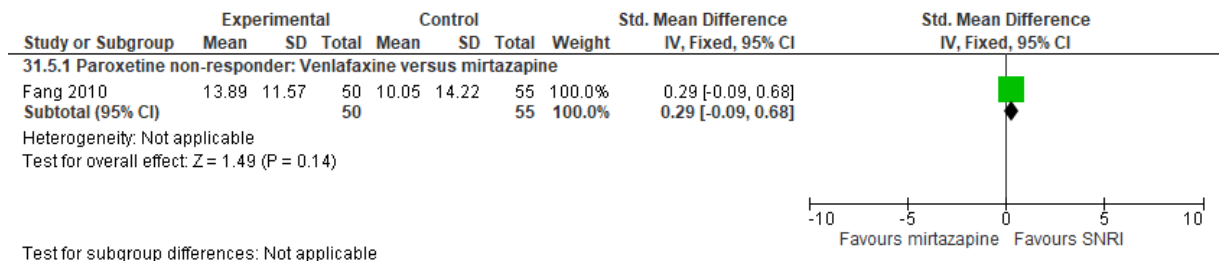 Experimental Control Std. Mean Difference Std. Mean Difference
Study or Subgroup Mean SD Total Mean SD Total Weight IV, Fixed, 95% CI IV, Fixed, 95% CI
31.5.1 Paroxetine non-responder: Venlafaxine versus mirtazapine
Fang 2010 13.89 11.57 50 10.05 14.22 55 100.0% 0.29 [-0.09, 0.68]
Subtotal (95% CI) 50 55 100.0% 0.29 [-0.09, 0.68]
Heterogeneity: Not applicable
Test for overall effect: Z = 1.49 (P = 0.14)
-10 -5 0 5 10
Favours mirtazapine Favours SNRI
Test for subgroup differences: Not applicable